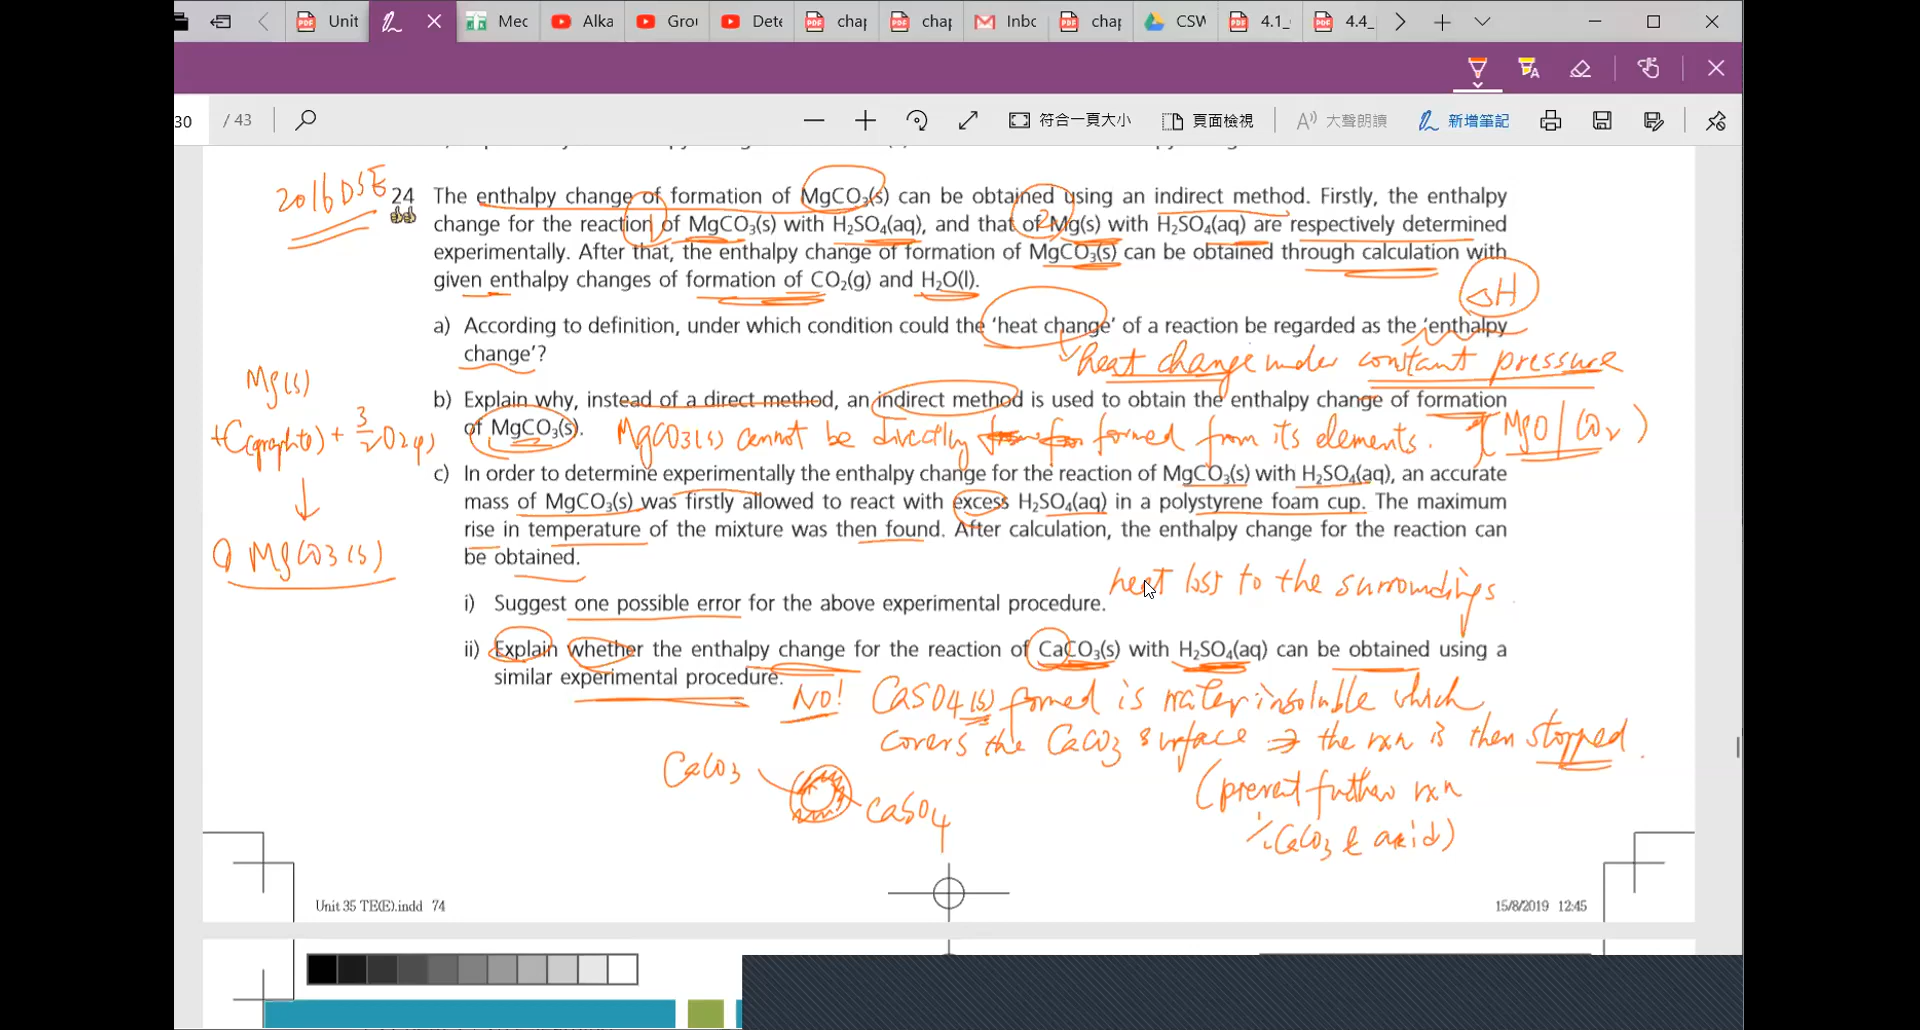 Unit
Mec
Alka
Grou
Dete
chap
chap
Inbc
chap
CSW
4.1_
4.4_
30 / 43
符合一頁大小
頁面檢視
大聲朗讀
新增筆記
2016 DSE
24 The enthalpy change of formation of MgCO₃(s) can be obtained using an indirect method. Firstly, the enthalpy
change for the reaction of MgCO₃(s) with H₂SO₄(aq), and that of Mg(s) with H₂SO₄(aq) are respectively determined
1
2
experimentally. After that, the enthalpy change of formation of MgCO₃(s) can be obtained through calculation with
given enthalpy changes of formation of CO₂(g) and H₂O(l).
ΔH
a) According to definition, under which condition could the 'heat change' of a reaction be regarded as the 'enthalpy
change'?
heat change under constant pressure
b) Explain why, instead of a direct method, an indirect method is used to obtain the enthalpy change of formation
of MgCO₃(s).
MgCO3(s) cannot be directly formed from its elements. (MgO / CO2)
Mg(s)
+ C(graphite) + 3/2 O2(g)
↓
MgCO3(s)
c) In order to determine experimentally the enthalpy change for the reaction of MgCO₃(s) with H₂SO₄(aq), an accurate
mass of MgCO₃(s) was firstly allowed to react with excess H₂SO₄(aq) in a polystyrene foam cup. The maximum
rise in temperature of the mixture was then found. After calculation, the enthalpy change for the reaction can
be obtained.
i) Suggest one possible error for the above experimental procedure.
heat loss to the surroundings
ii) Explain whether the enthalpy change for the reaction of CaCO₃(s) with H₂SO₄(aq) can be obtained using a
similar experimental procedure.
NO! CaSO4(s) formed is water insoluble which
covers the CaCO3 surface → the rxn is then stopped.
(prevent further rxn
CaCO3 & acid)
CaCO3
CaSO4
Unit 35 TE(E).indd 74
15/8/2019 12:45